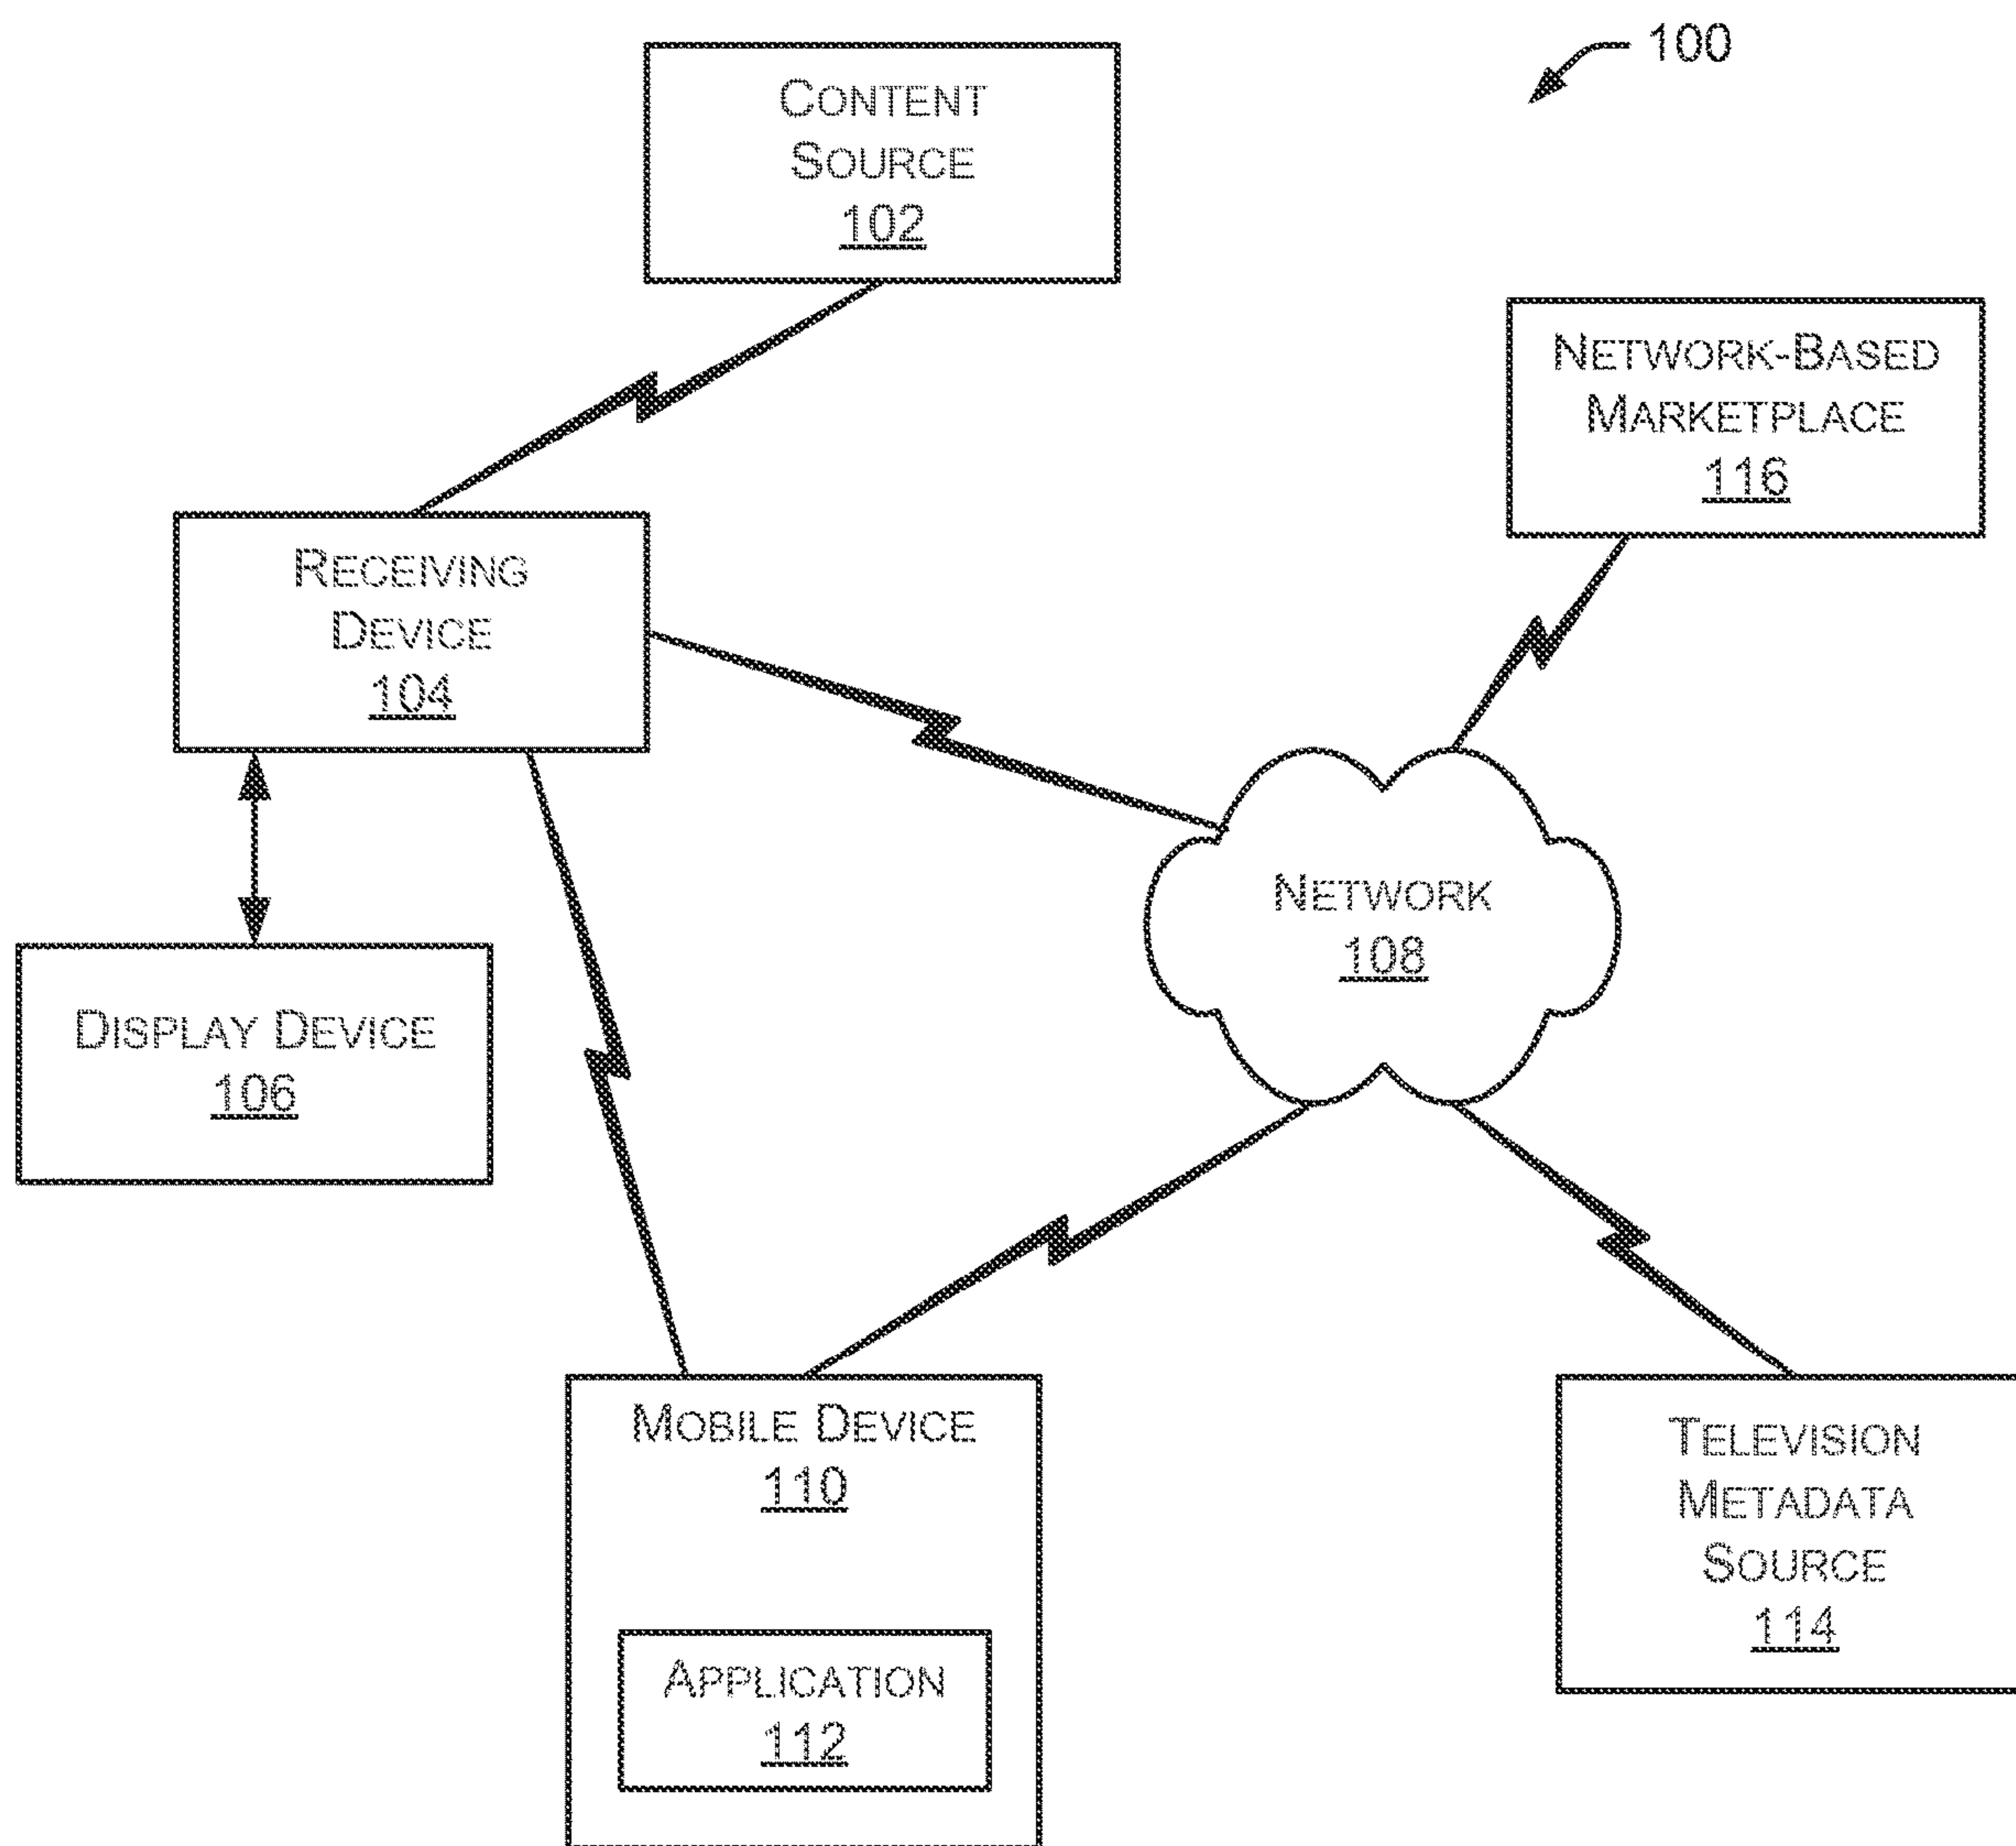 100
CONTENT
SOURCE
102
NETWORK-BASED
MARKETPLACE
116
RECEIVING
DEVICE
104
NETWORK
108
DISPLAY DEVICE
106
MOBILE DEVICE
110
APPLICATION
112
TELEVISION
METADATA
SOURCE
114